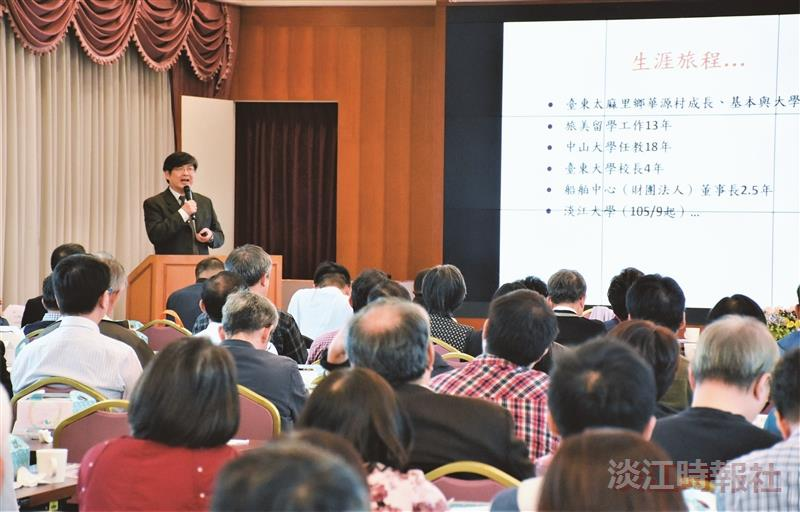 生涯旅程...
• 臺東太麻里鄉華源村成長、基本與大學
• 旅美留學工作13年
• 中山大學任教18年
• 臺東大學校長4年
• 船舶中心（財團法人）董事長2.5年
• 淡江大學（105/9起）...
淡江時報社